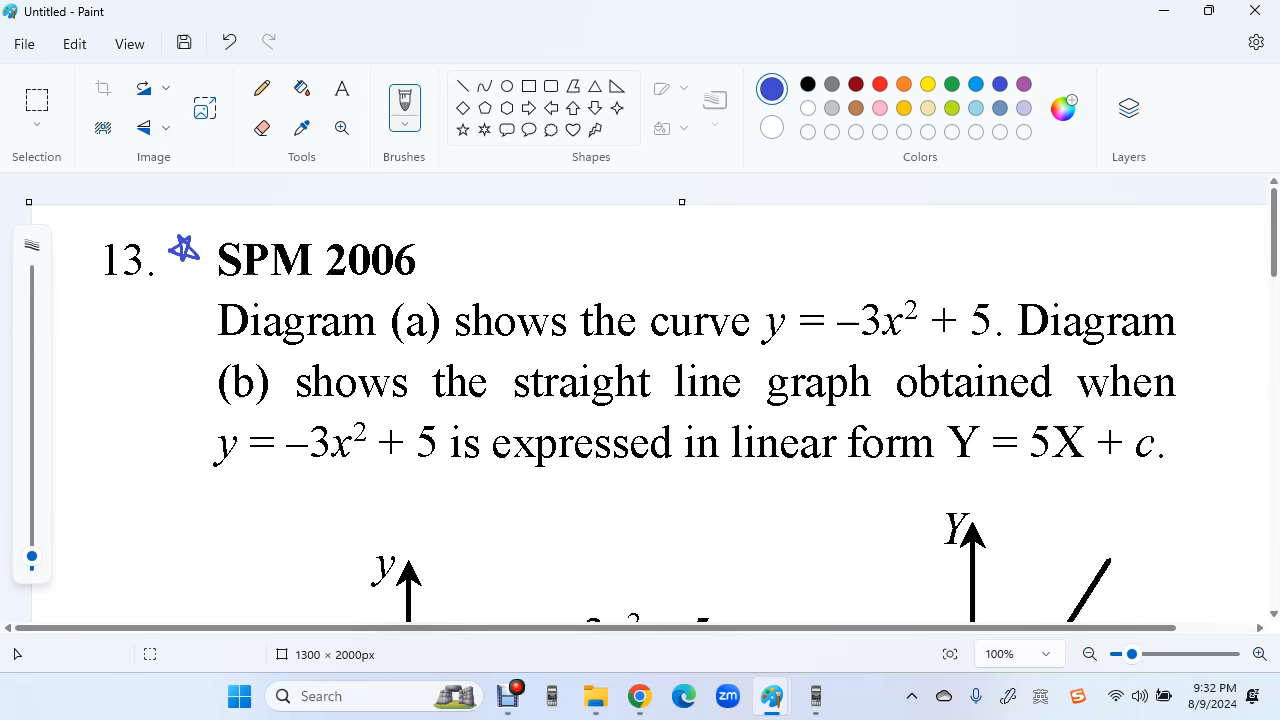 Untitled - Paint
File Edit View
Selection Image Tools Brushes Shapes Colors Layers
13. SPM 2006
Diagram (a) shows the curve y = –3x² + 5. Diagram
(b) shows the straight line graph obtained when
y = –3x² + 5 is expressed in linear form Y = 5X + c.
Y
y
1300 × 2000px
100%
Search
zm
9:32 PM
8/9/2024